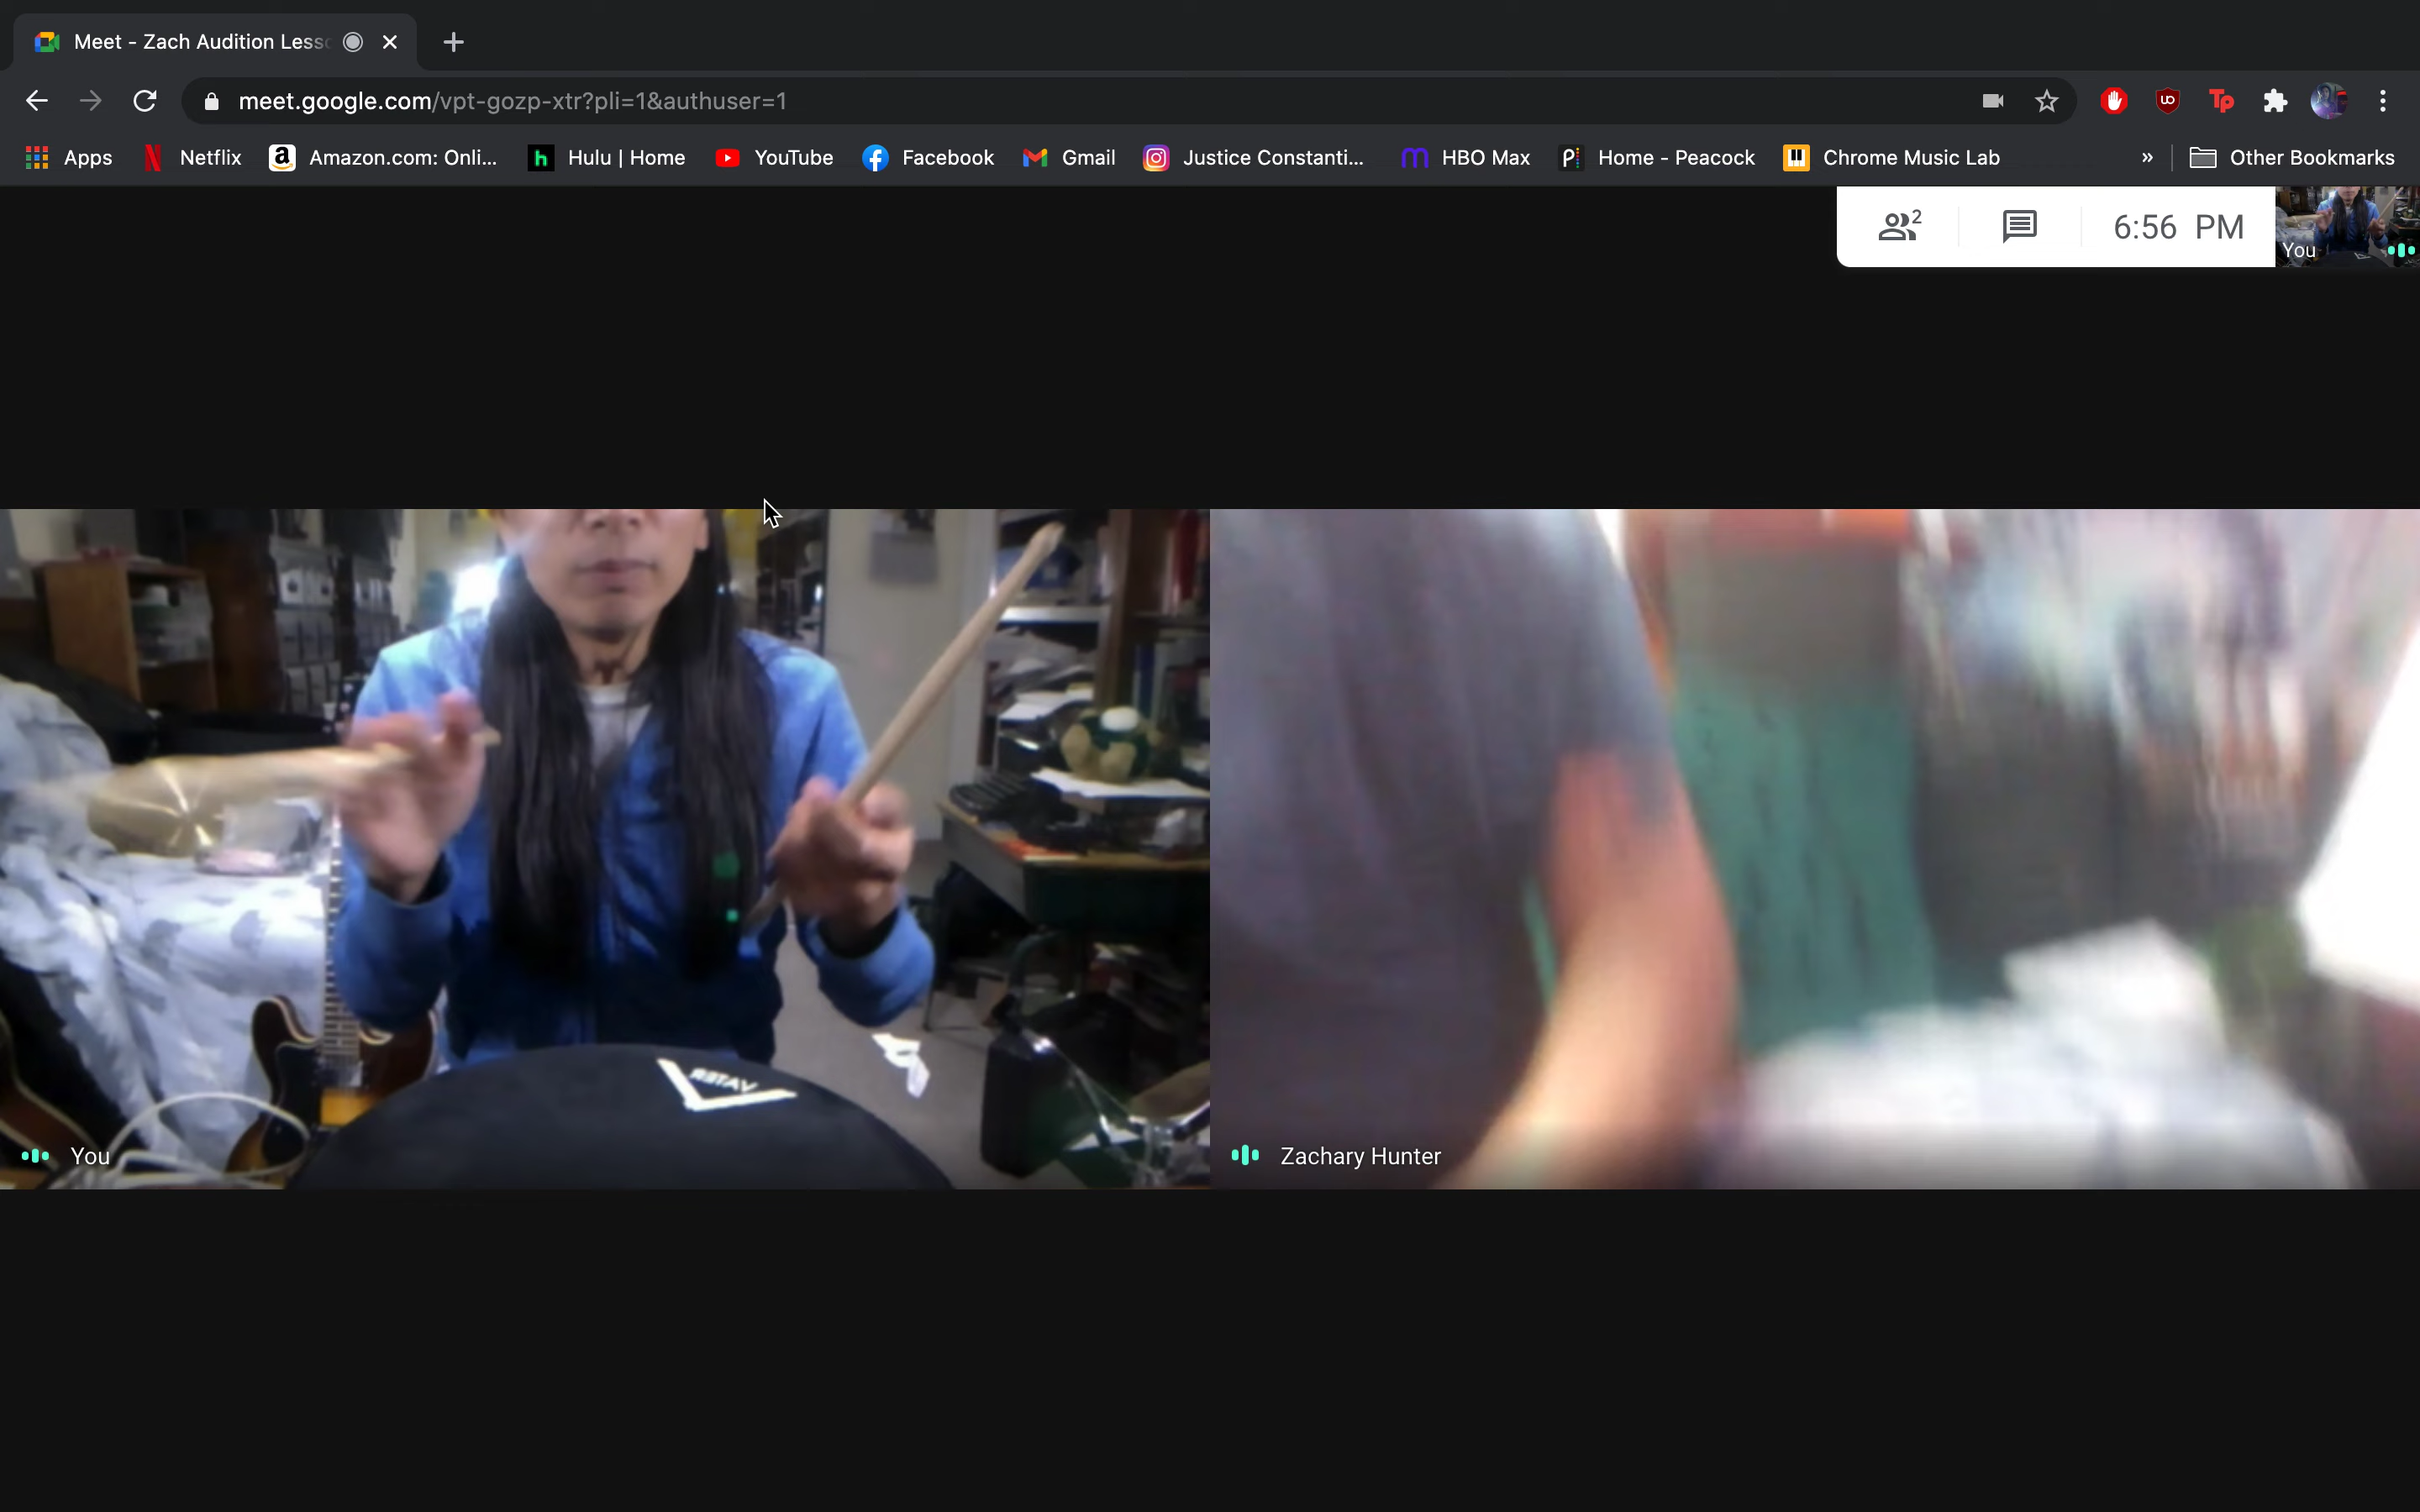 Meet - Zach Audition Lesso
meet.google.com/vpt-gozp-xtr?pli=1&authuser=1
Apps Netflix Amazon.com: Onli... Hulu | Home YouTube Facebook Gmail Justice Constanti... HBO Max Home - Peacock Chrome Music Lab » Other Bookmarks
2 6:56 PM
You
VATER
You
Zachary Hunter